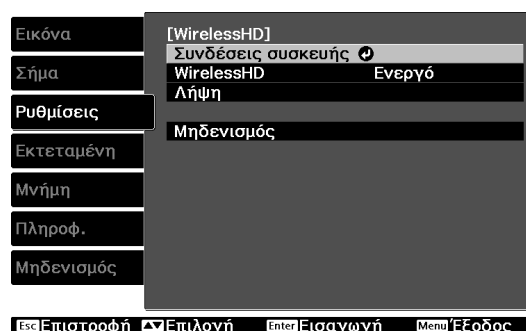 Εικόνα
Σήμα
Ρυθμίσεις
Εκτεταμένη
Μνήμη
Πληροφ.
Μηδενισμός
[WirelessHD]
Συνδέσεις συσκευής
WirelessHD Ενεργό
Λήψη
Μηδενισμός
Esc Επιστροφή Επιλογή Enter Εισαγωγή Menu Έξοδος